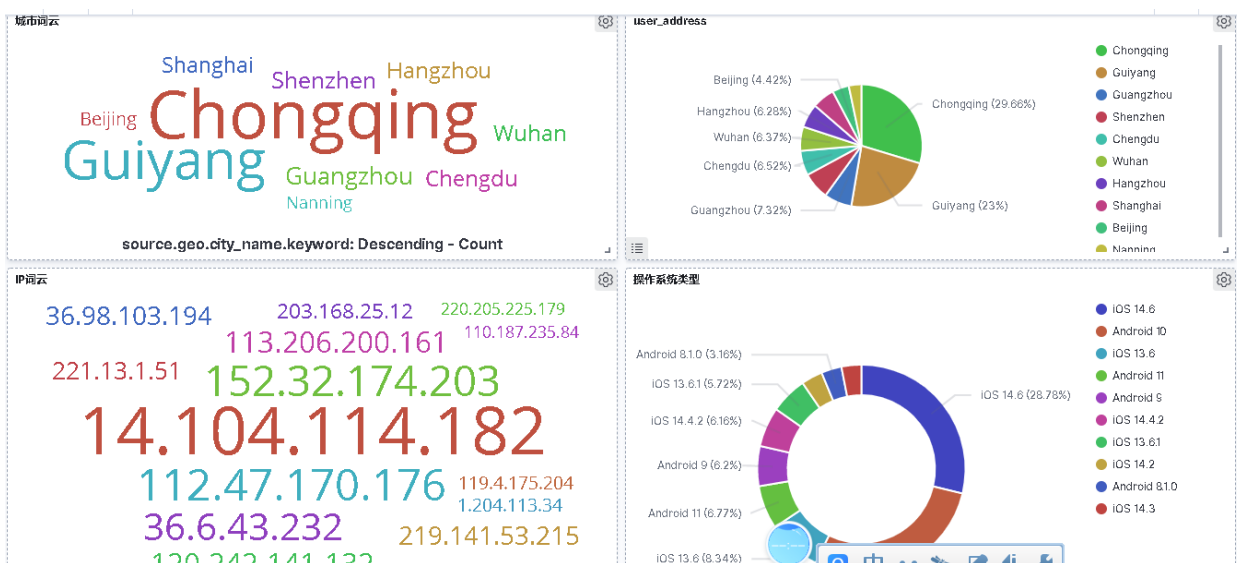 城市词云
Shanghai
Shenzhen
Hangzhou
Beijing
Chongqing
Wuhan
Guiyang
Guangzhou
Chengdu
Nanning
source.geo.city_name.keyword: Descending - Count
user_address
Beijing (4.42%)
Hangzhou (6.28%)
Wuhan (6.37%)
Chengdu (6.52%)
Guangzhou (7.32%)
Chongqing (29.66%)
Guiyang (23%)
Chongqing
Guiyang
Guangzhou
Shenzhen
Chengdu
Wuhan
Hangzhou
Shanghai
Beijing
Nanning
IP词云
36.98.103.194
203.168.25.12
220.205.225.179
110.187.235.84
113.206.200.161
221.13.1.51
152.32.174.203
14.104.114.182
112.47.170.176
119.4.175.204
1.204.113.34
36.6.43.232
219.141.53.215
120.242.141.132
操作系统类型
Android 8.1.0 (3.16%)
iOS 13.6.1 (5.72%)
iOS 14.4.2 (6.16%)
Android 9 (6.2%)
Android 11 (6.77%)
iOS 13.6 (8.34%)
iOS 14.6 (28.78%)
iOS 14.6
Android 10
iOS 13.6
Android 11
Android 9
iOS 14.4.2
iOS 13.6.1
iOS 14.2
Android 8.1.0
iOS 14.3
中